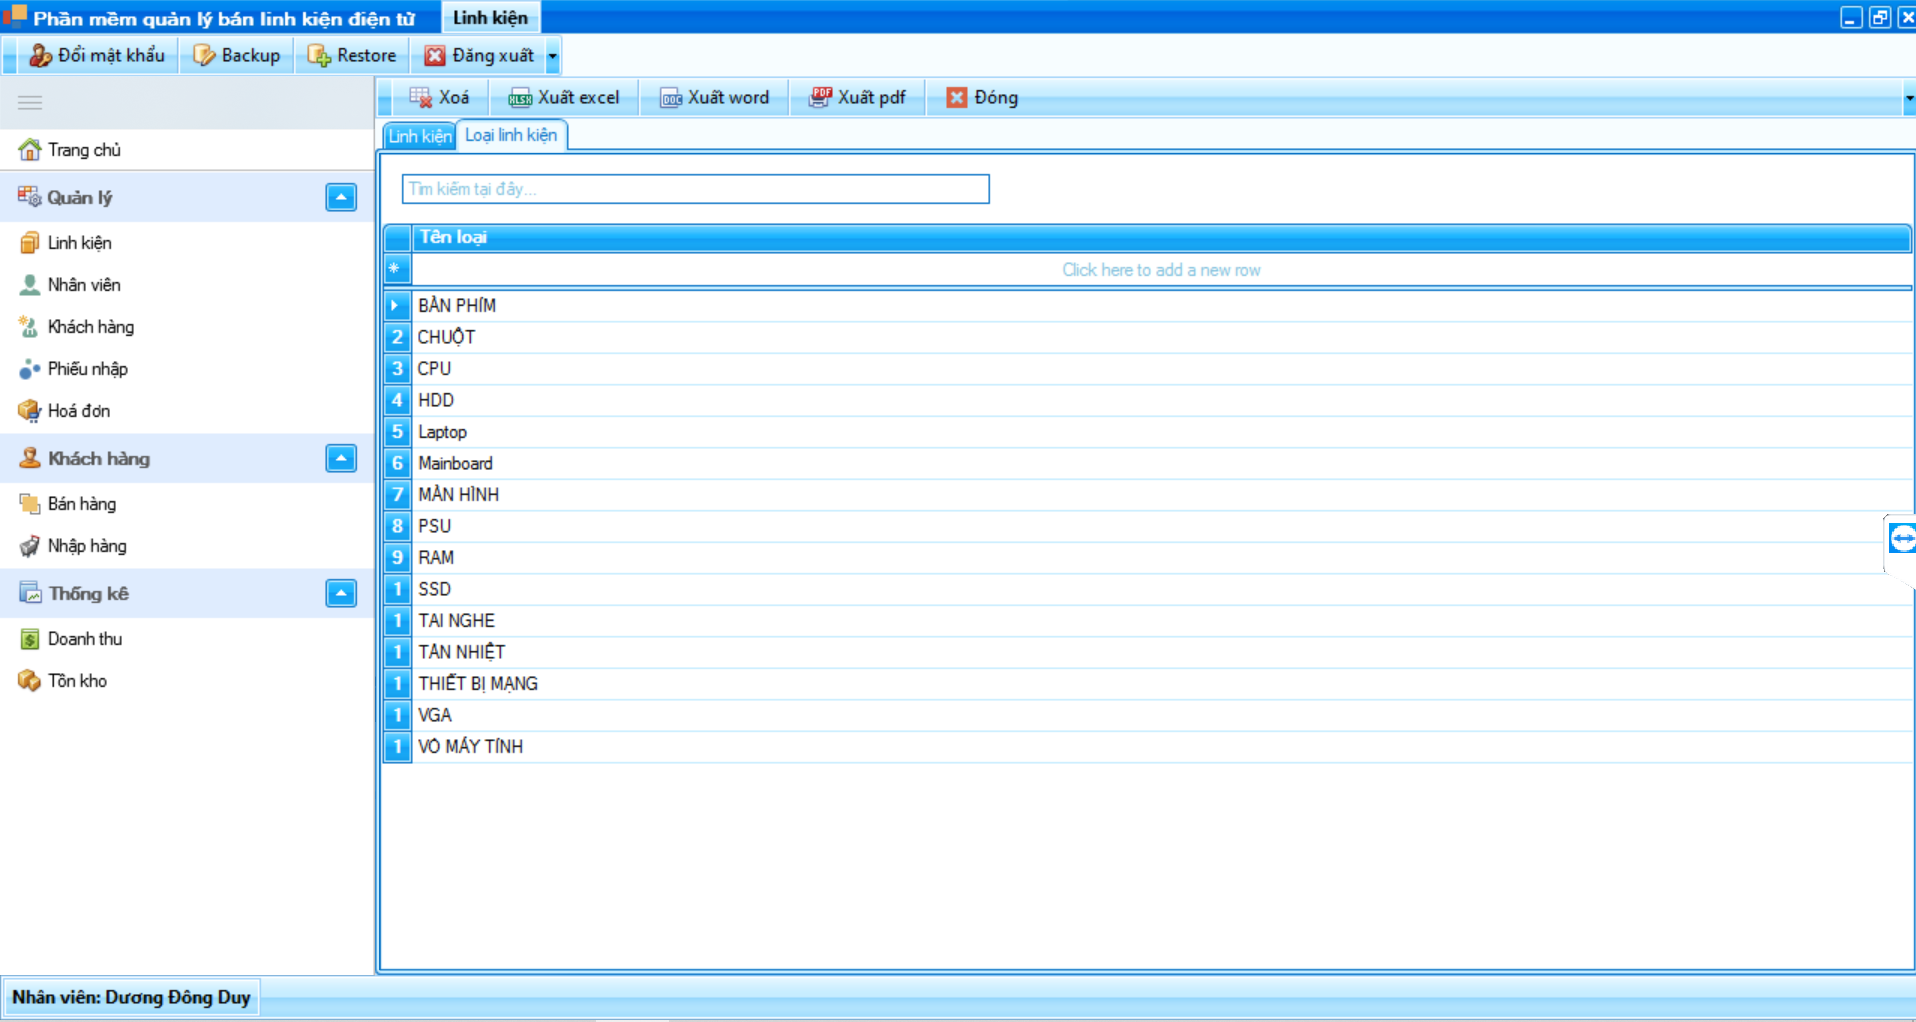 Phần mềm quản lý bán linh kiện điện tử
Linh kiện
Đổi mật khẩu
Backup
Restore
Đăng xuất
Xoá
Xuất excel
Xuất word
Xuất pdf
Đóng
Linh kiện
Loại linh kiện
Trang chủ
Quản lý
Linh kiện
Nhân viên
Khách hàng
Phiếu nhập
Hoá đơn
Khách hàng
Bán hàng
Nhập hàng
Thống kê
Doanh thu
Tồn kho
Tìm kiếm tại đây...
Tên loại
Click here to add a new row
BÀN PHÍM
2 CHUỘT
3 CPU
4 HDD
5 Laptop
6 Mainboard
7 MÀN HÌNH
8 PSU
9 RAM
1 SSD
1 TAI NGHE
1 TẢN NHIỆT
1 THIẾT BỊ MẠNG
1 VGA
1 VỎ MÁY TÍNH
Nhân viên: Dương Đông Duy